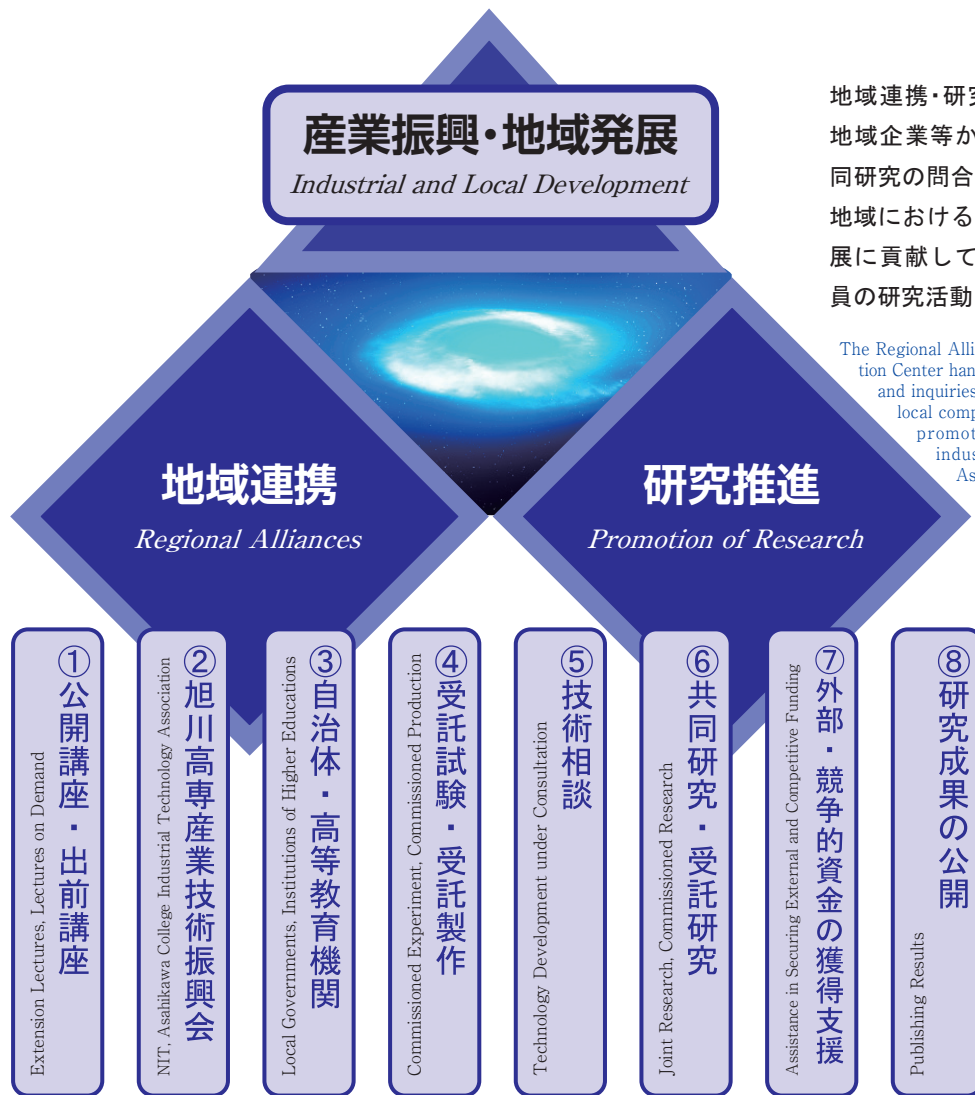 産業振興・地域発展
Industrial and Local Development
地域連携・研究
地域企業等か
同研究の問合
地域における
展に貢献して
員の研究活動
The Regional Alli
tion Center han
and inquiries
local comp
promot
indus
As
地域連携
Regional Alliances
研究推進
Promotion of Research
①公開講座・出前講座
Extension Lectures, Lectures on Demand
②旭川高専産業技術振興会
NIT, Asahikawa College Industrial Technology Association
③自治体・高等教育機関
Local Governments, Institutions of Higher Educations
④受託試験・受託製作
Commissioned Experiment, Commissioned Production
⑤技術相談
Technology Development under Consultation
⑥共同研究・受託研究
Joint Research, Commissioned Research
⑦外部・競争的資金の獲得支援
Assistance in Securing External and Competitive Funding
⑧研究成果の公開
Publishing Results